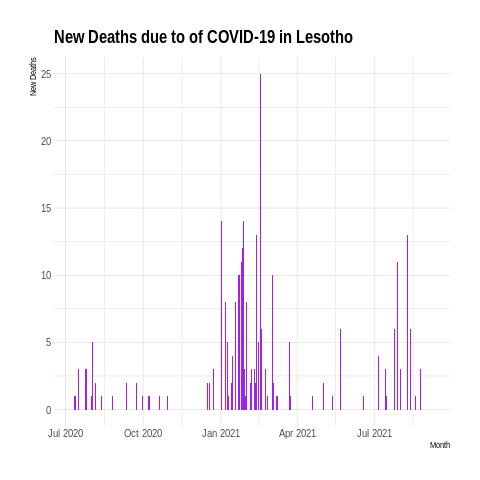 New Deaths due to of COVID-19 in Lesotho
New Deaths
25
20
15
10
5
0
Jul 2020 Oct 2020 Jan 2021 Apr 2021 Jul 2021
Month